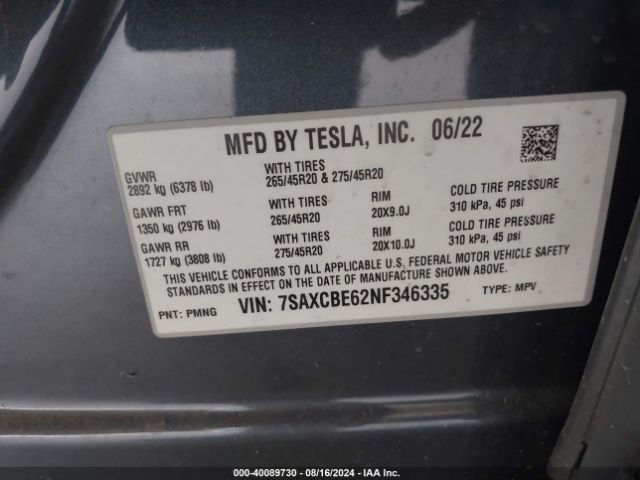 MFD BY TESLA, INC. 06/22
GVWR
2892 kg (6378 lb)
WITH TIRES
265/45R20 & 275/45R20
GAWR FRT
1350 kg (2976 lb)
WITH TIRES
265/45R20
RIM
20X9.0J
COLD TIRE PRESSURE
310 kPa, 45 psi
GAWR RR
1727 kg (3808 lb)
WITH TIRES
275/45R20
RIM
20X10.0J
COLD TIRE PRESSURE
310 kPa, 45 psi
THIS VEHICLE CONFORMS TO ALL APPLICABLE U.S. FEDERAL MOTOR VEHICLE SAFETY
STANDARDS IN EFFECT ON THE DATE OF MANUFACTURE SHOWN ABOVE.
PNT: PMNG VIN: 7SAXCBE62NF346335 TYPE: MPV
000-40089730 - 08/16/2024 - IAA Inc.